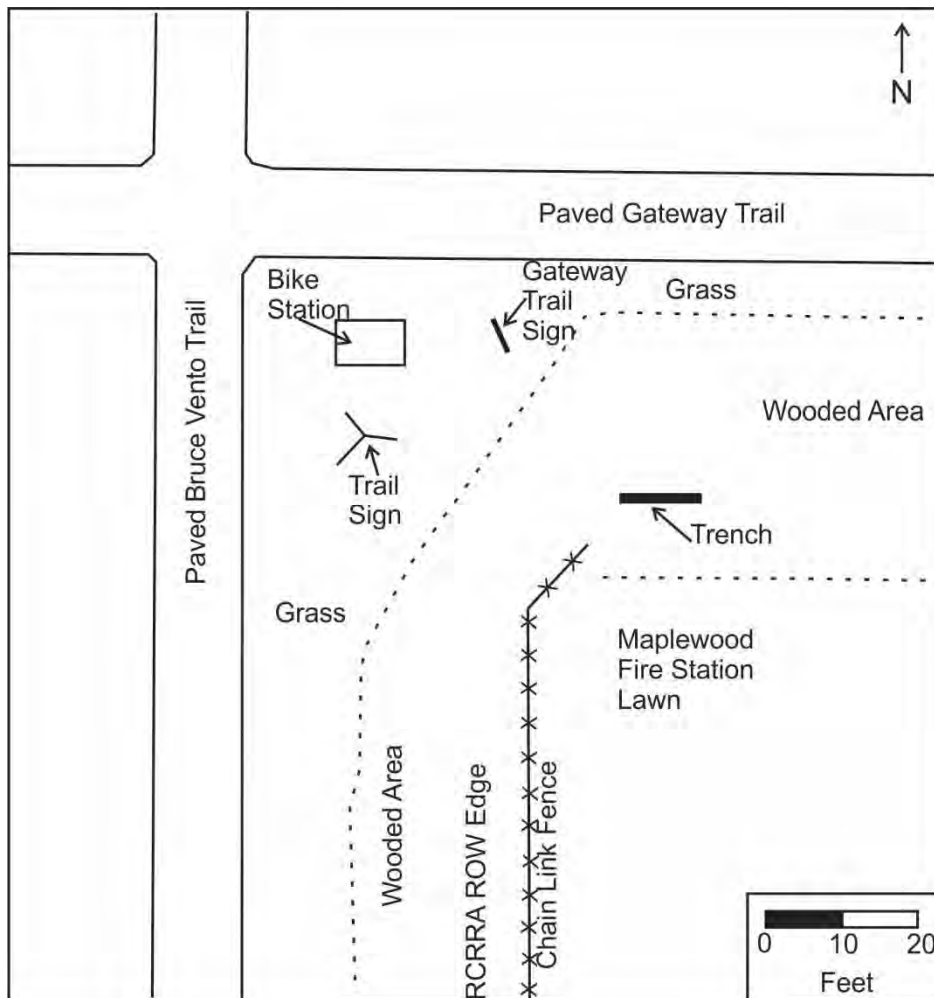 N
Paved Gateway Trail
Bike
Station
Gateway
Trail
Sign
Grass
Paved Bruce Vento Trail
Wooded Area
Trail
Sign
Trench
Grass
Maplewood
Fire Station
Lawn
Wooded Area
RCRRA ROW Edge
Chain Link Fence
0 10 20
Feet